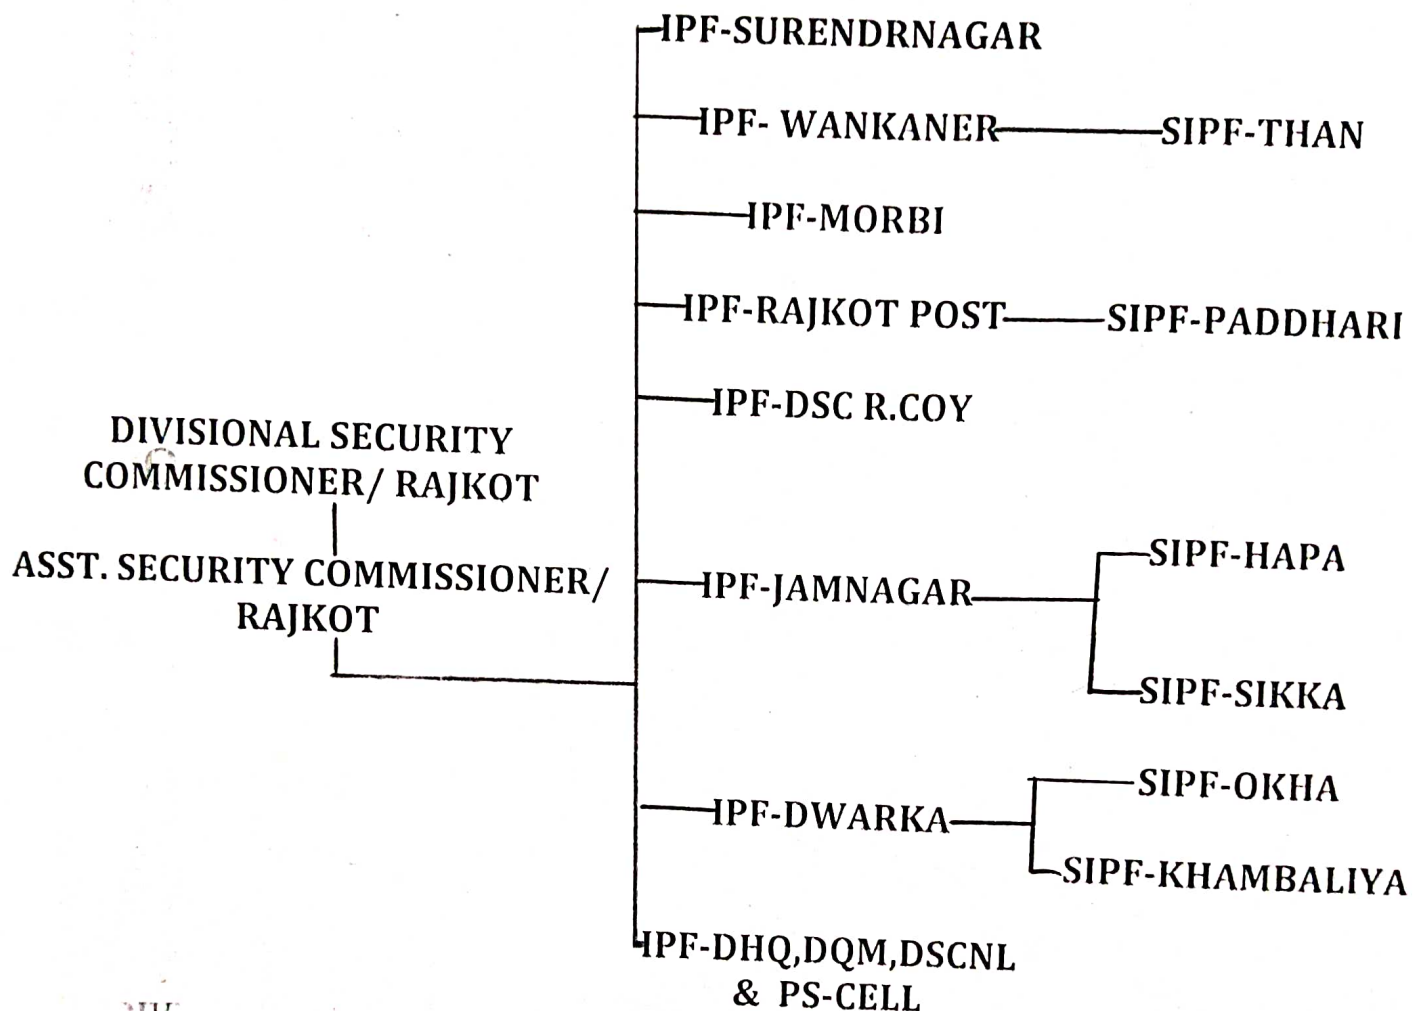 IPF-SURENDRNAGAR
IPF- WANKANER
SIPF-THAN
IPF-MORBI
IPF-RAJKOT POST
SIPF-PADDHARI
IPF-DSC R.COY
DIVISIONAL SECURITY
COMMISSIONER/ RAJKOT
ASST. SECURITY COMMISSIONER/
RAJKOT
IPF-JAMNAGAR
SIPF-HAPA
SIPF-SIKKA
IPF-DWARKA
SIPF-OKHA
SIPF-KHAMBALIYA
IPF-DHQ,DQM,DSCNL
& PS-CELL